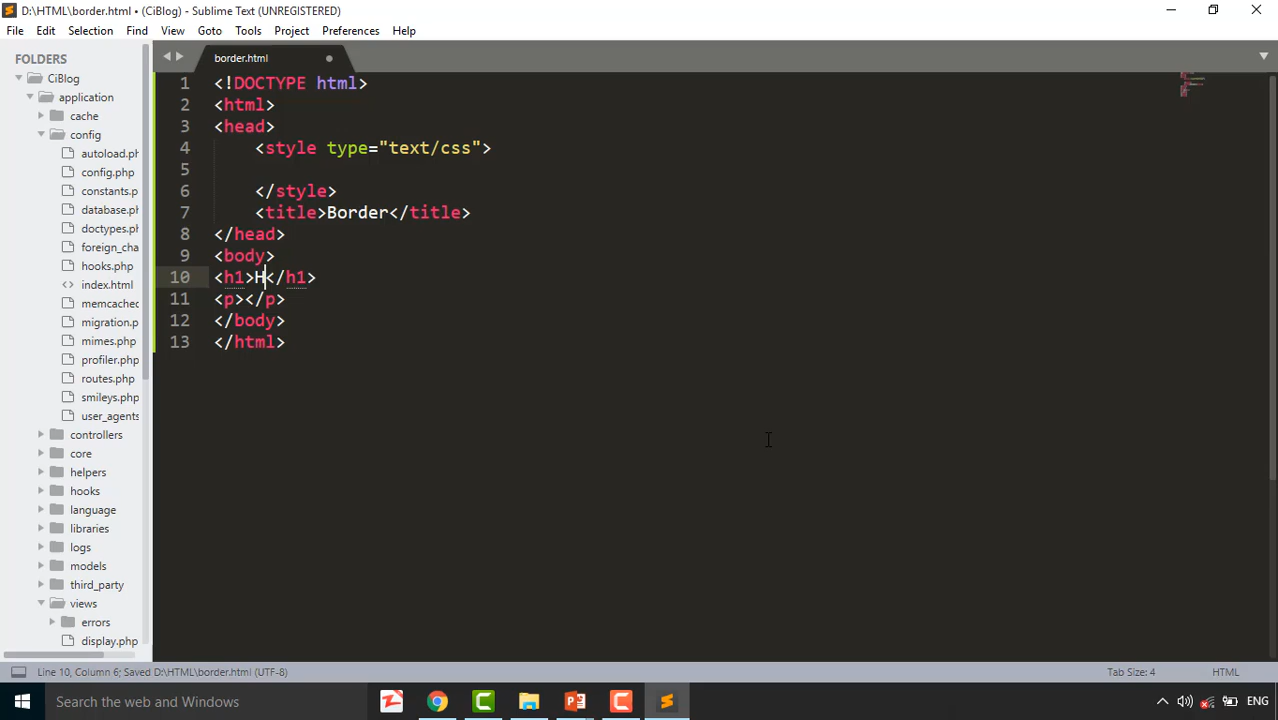 D:\HTML\border.html • (CiBlog) - Sublime Text (UNREGISTERED)
File Edit Selection Find View Goto Tools Project Preferences Help
FOLDERS
CiBlog
application
cache
config
autoload.ph
config.php
constants.p
database.ph
doctypes.ph
foreign_cha
hooks.php
index.html
memcached
migration.ph
mimes.php
profiler.php
routes.php
smileys.php
user_agents
controllers
core
helpers
hooks
language
libraries
logs
models
third_party
views
errors
display.php
border.html
1 <!DOCTYPE html>
2 <html>
3 <head>
4 <style type="text/css">
5
6 </style>
7 <title>Border</title>
8 </head>
9 <body>
10 <h1>H</h1>
11 <p></p>
12 </body>
13 </html>
Line 10, Column 6; Saved D:\HTML\border.html (UTF-8) Tab Size: 4 HTML
Search the web and Windows ENG